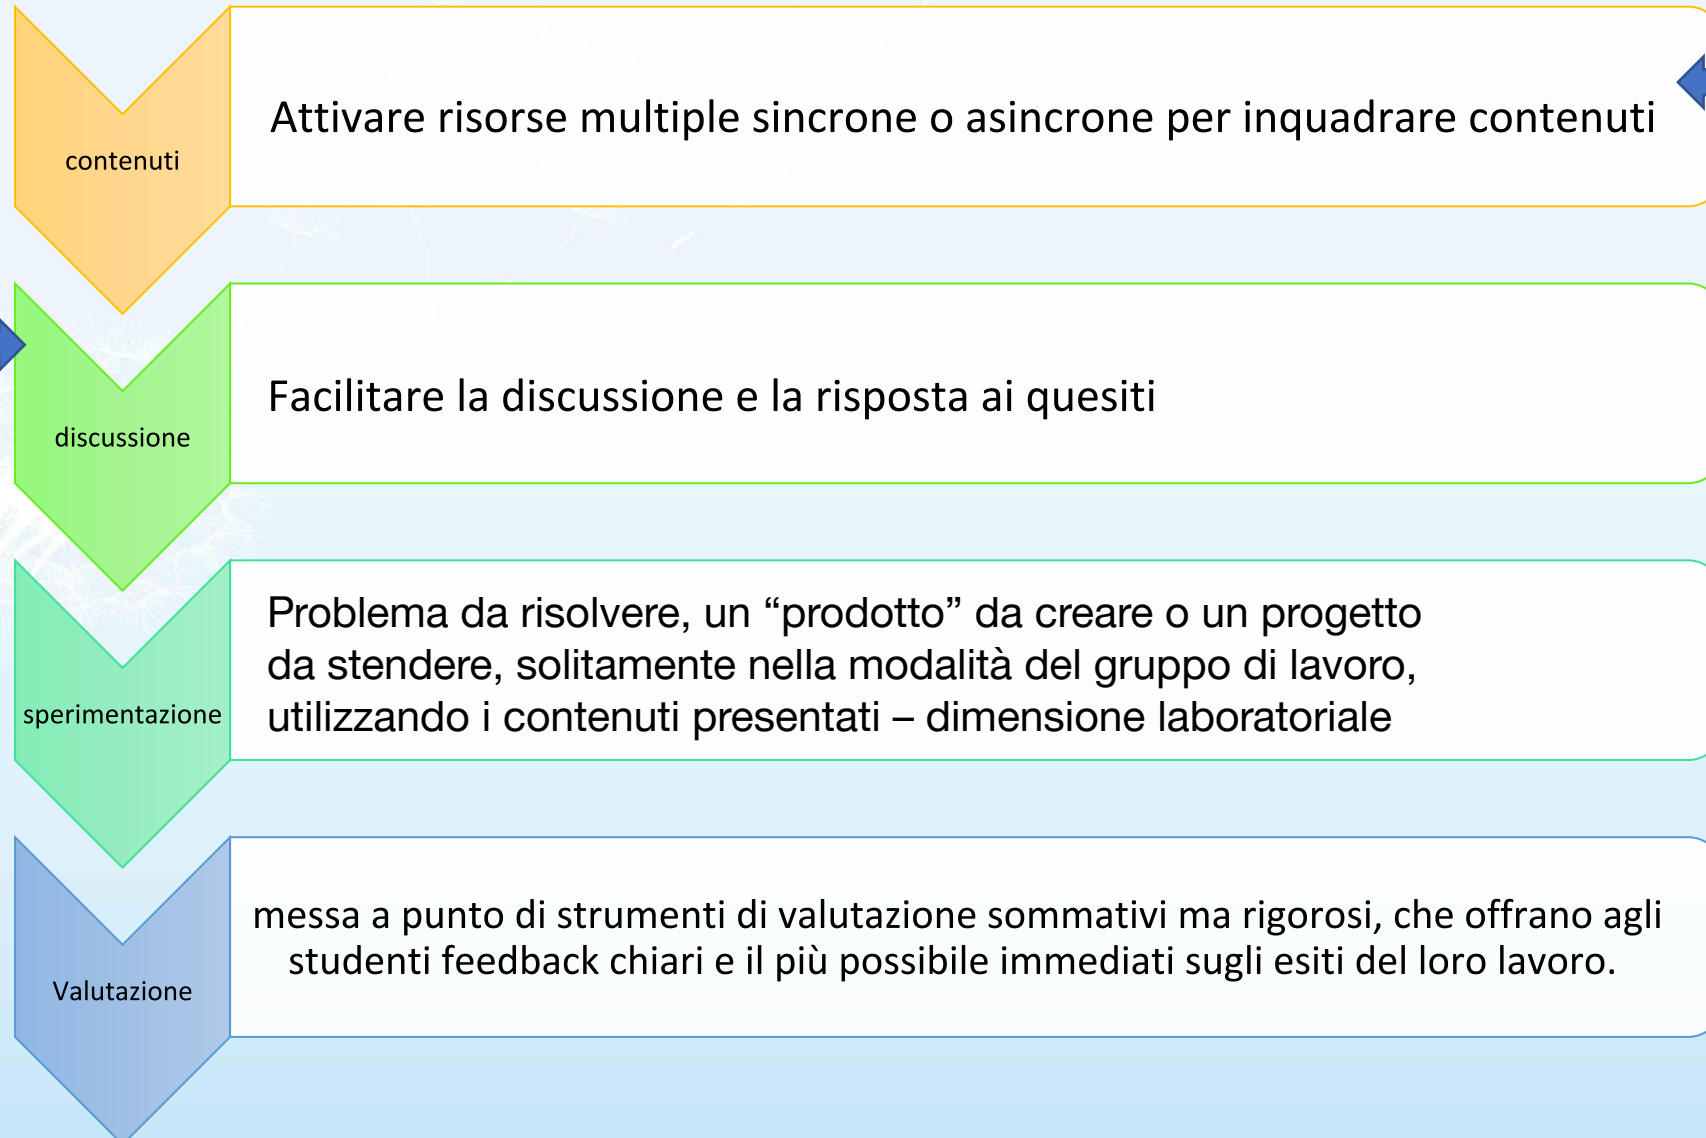 contenuti
Attivare risorse multiple sincrone o asincrone per inquadrare contenuti
discussione
Facilitare la discussione e la risposta ai quesiti
sperimentazione
Problema da risolvere, un “prodotto” da creare o un progetto
da stendere, solitamente nella modalità del gruppo di lavoro,
utilizzando i contenuti presentati – dimensione laboratoriale
Valutazione
messa a punto di strumenti di valutazione sommativi ma rigorosi, che offrano agli
studenti feedback chiari e il più possibile immediati sugli esiti del loro lavoro.